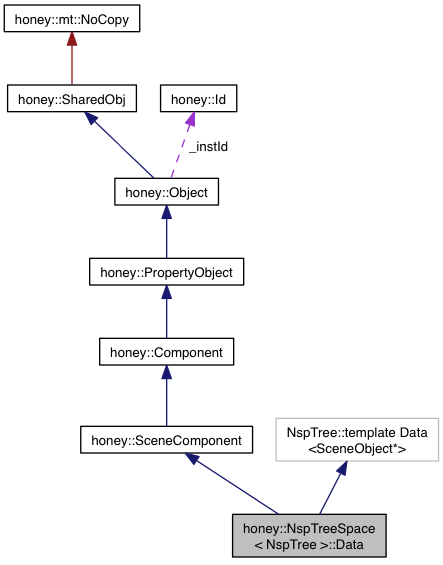 honey::mt::NoCopy
honey::SharedObj
honey::Id
_instId
honey::Object
honey::PropertyObject
honey::Component
honey::SceneComponent
NspTree::template Data
<SceneObject*>
honey::NspTreeSpace
< NspTree >::Data